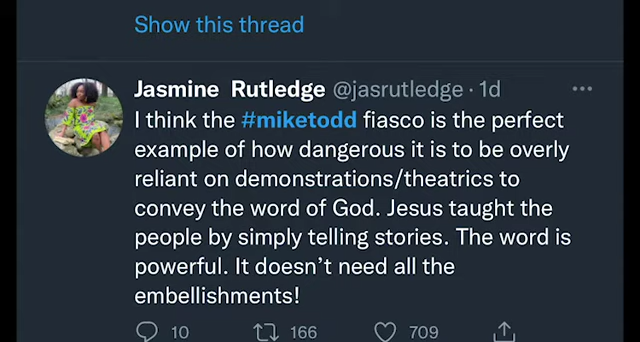 Show this thread
Jasmine Rutledge @jasrutledge · 1d
I think the #miketodd fiasco is the perfect
example of how dangerous it is to be overly
reliant on demonstrations/theatrics to
convey the word of God. Jesus taught the
people by simply telling stories. The word is
powerful. It doesn’t need all the
embellishments!
10 166 709